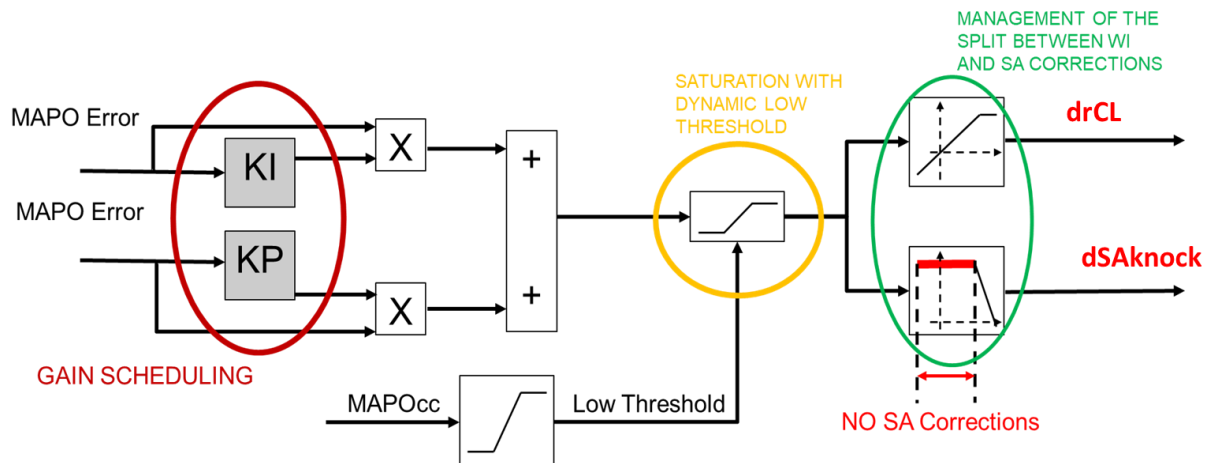 MANAGEMENT OF THE
SPLIT BETWEEN WI
AND SA CORRECTIONS
SATURATION WITH
DYNAMIC LOW
THRESHOLD
MAPO Error
KI
X
+
drCL
MAPO Error
KP
X
+
dSAknock
GAIN SCHEDULING
MAPOcc
Low Threshold
NO SA Corrections